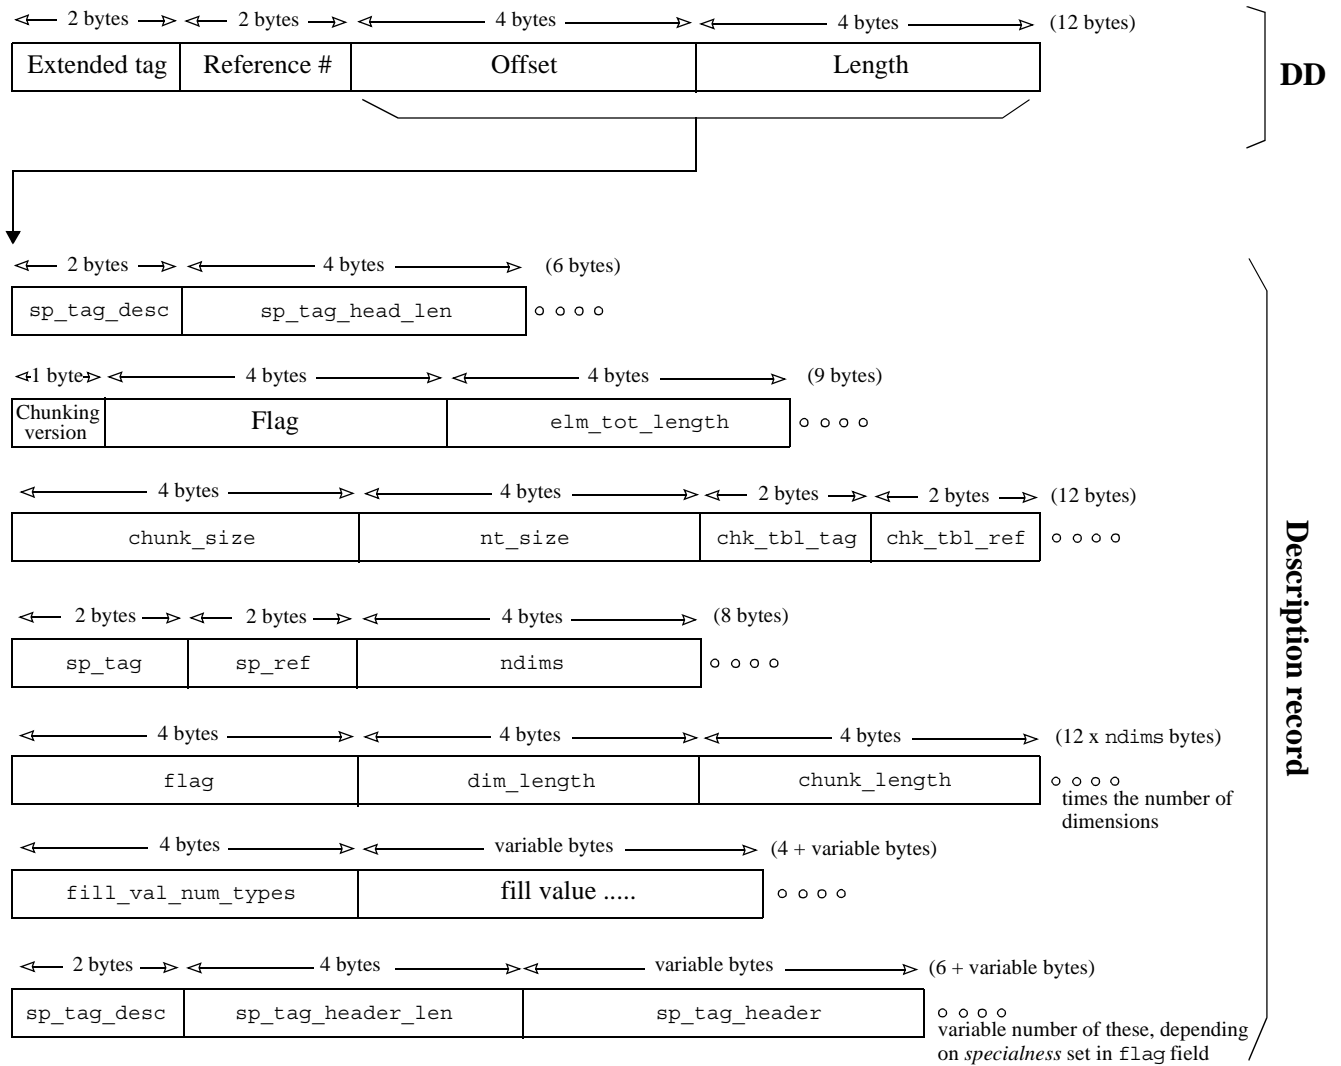 2 bytes 2 bytes 4 bytes 4 bytes (12 bytes)
Extended tag Reference # Offset Length
DD
2 bytes 4 bytes (6 bytes)
sp_tag_desc sp_tag_head_len
1 byte 4 bytes 4 bytes (9 bytes)
Chunking version Flag elm_tot_length
4 bytes 4 bytes 2 bytes 2 bytes (12 bytes)
chunk_size nt_size chk_tbl_tag chk_tbl_ref
2 bytes 2 bytes 4 bytes (8 bytes)
sp_tag sp_ref ndims
4 bytes 4 bytes 4 bytes (12 x ndims bytes)
flag dim_length chunk_length
times the number of
dimensions
4 bytes variable bytes (4 + variable bytes)
fill_val_num_types fill value .....
2 bytes 4 bytes variable bytes (6 + variable bytes)
sp_tag_desc sp_tag_header_len sp_tag_header
variable number of these, depending
on specialness set in flag field
Description record